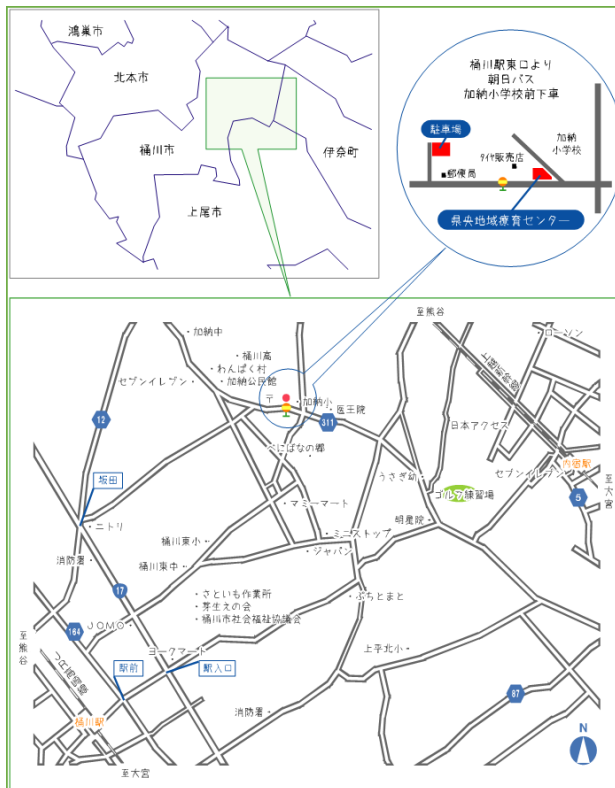 鴻巣市
北本市
桶川市
伊奈町
上尾市
桶川駅東口より
朝日バス
加納小学校前下車
駐車場
加納
小学校
タイヤ販売店
郵便局
県央地域療育センター
至熊谷
ローソン
上越新幹線
加納中
桶川高
わんぱく村
セブンイレブン
加納公民館
〒
加納小
医王院
12
311
日本アクセス
べにばなの郷
内宿駅
うさぎ幼
セブンイレブン
至大宮
坂田
ゴルフ練習場
5
マミーマート
ニトリ
明星院
ミニストップ
桶川東小
ジャパン
消防署
桶川東中
17
さといも作業所
芽生えの会
桶川市社会福祉協議会
ぷちとまと
JOMO
164
至熊谷
ヨークマート
上平北小
駅前
駅入口
87
桶川駅
消防署
N
至大宮